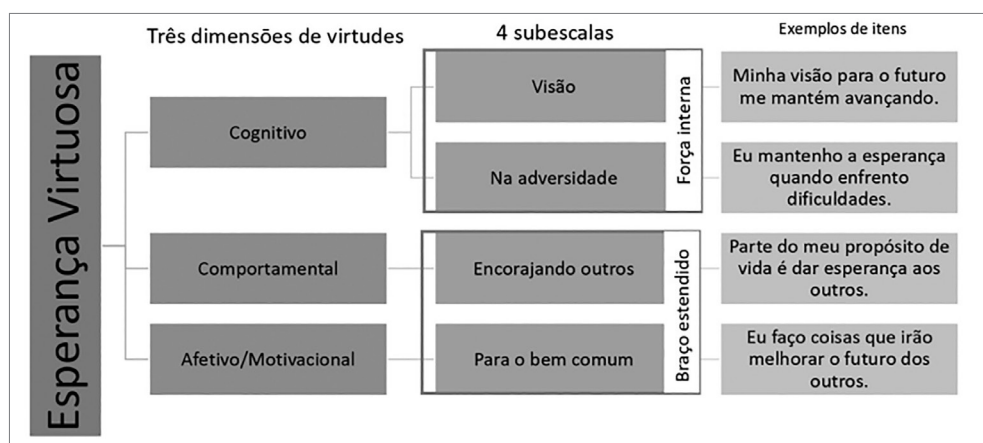 Esperança Virtuosa
Três dimensões de virtudes
4 subescalas
Exemplos de itens
Cognitivo
Visão
Na adversidade
Força interna
Minha visão para o futuro
me mantém avançando.
Eu mantenho a esperança
quando enfrento
dificuldades.
Comportamental
Encorajando outros
Braço estendido
Parte do meu propósito de
vida é dar esperança aos
outros.
Afetivo/Motivacional
Para o bem comum
Eu faço coisas que irão
melhorar o futuro dos
outros.